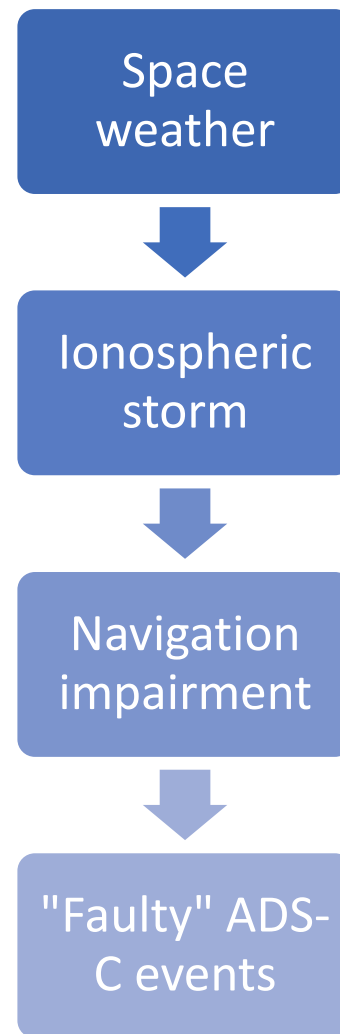 Space
weather
Ionospheric
storm
Navigation
impairment
"Faulty" ADS-
C events